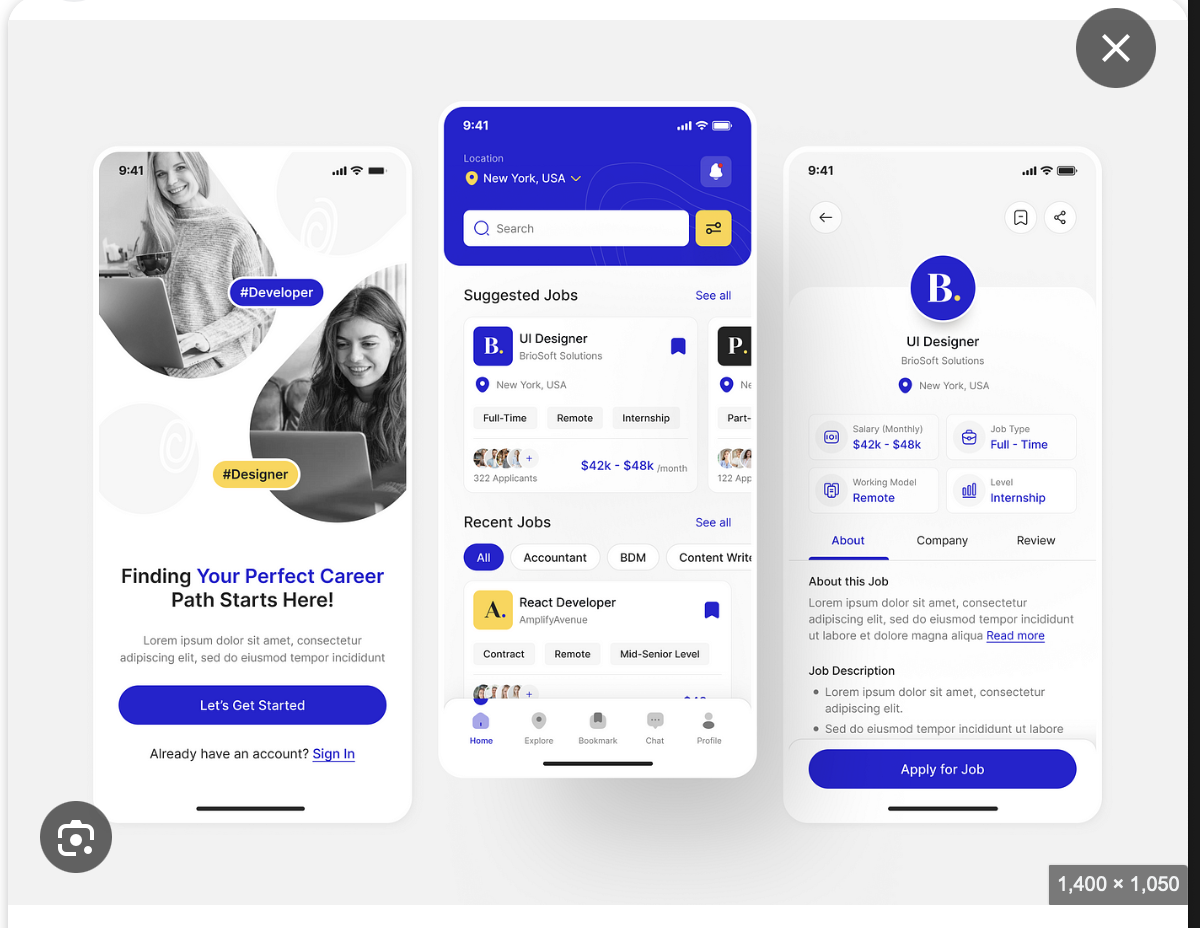 9:41
#Developer
#Designer
Finding Your Perfect Career
Path Starts Here!
Lorem ipsum dolor sit amet, consectetur
adipiscing elit, sed do eiusmod tempor incididunt
Let's Get Started
Already have an account? Sign In
9:41
Location
New York, USA
Search
Suggested Jobs See all
B. UI Designer
BrioSoft Solutions
New York, USA
Full-Time Remote Internship
+
322 Applicants $42k - $48k /month
P.
Ne
Part-
122 App
Recent Jobs See all
All Accountant BDM Content Write
A. React Developer
AmplifyAvenue
Contract Remote Mid-Senior Level
+
Home Explore Bookmark Chat Profile
9:41
B.
UI Designer
BrioSoft Solutions
New York, USA
Salary (Monthly) Job Type
$42k - $48k Full - Time
Working Model Level
Remote Internship
About Company Review
About this Job
Lorem ipsum dolor sit amet, consectetur
adipiscing elit, sed do eiusmod tempor incididunt
ut labore et dolore magna aliqua Read more
Job Description
• Lorem ipsum dolor sit amet, consectetur
adipiscing elit.
• Sed do eiusmod tempor incididunt ut labore
Apply for Job
1,400 × 1,050